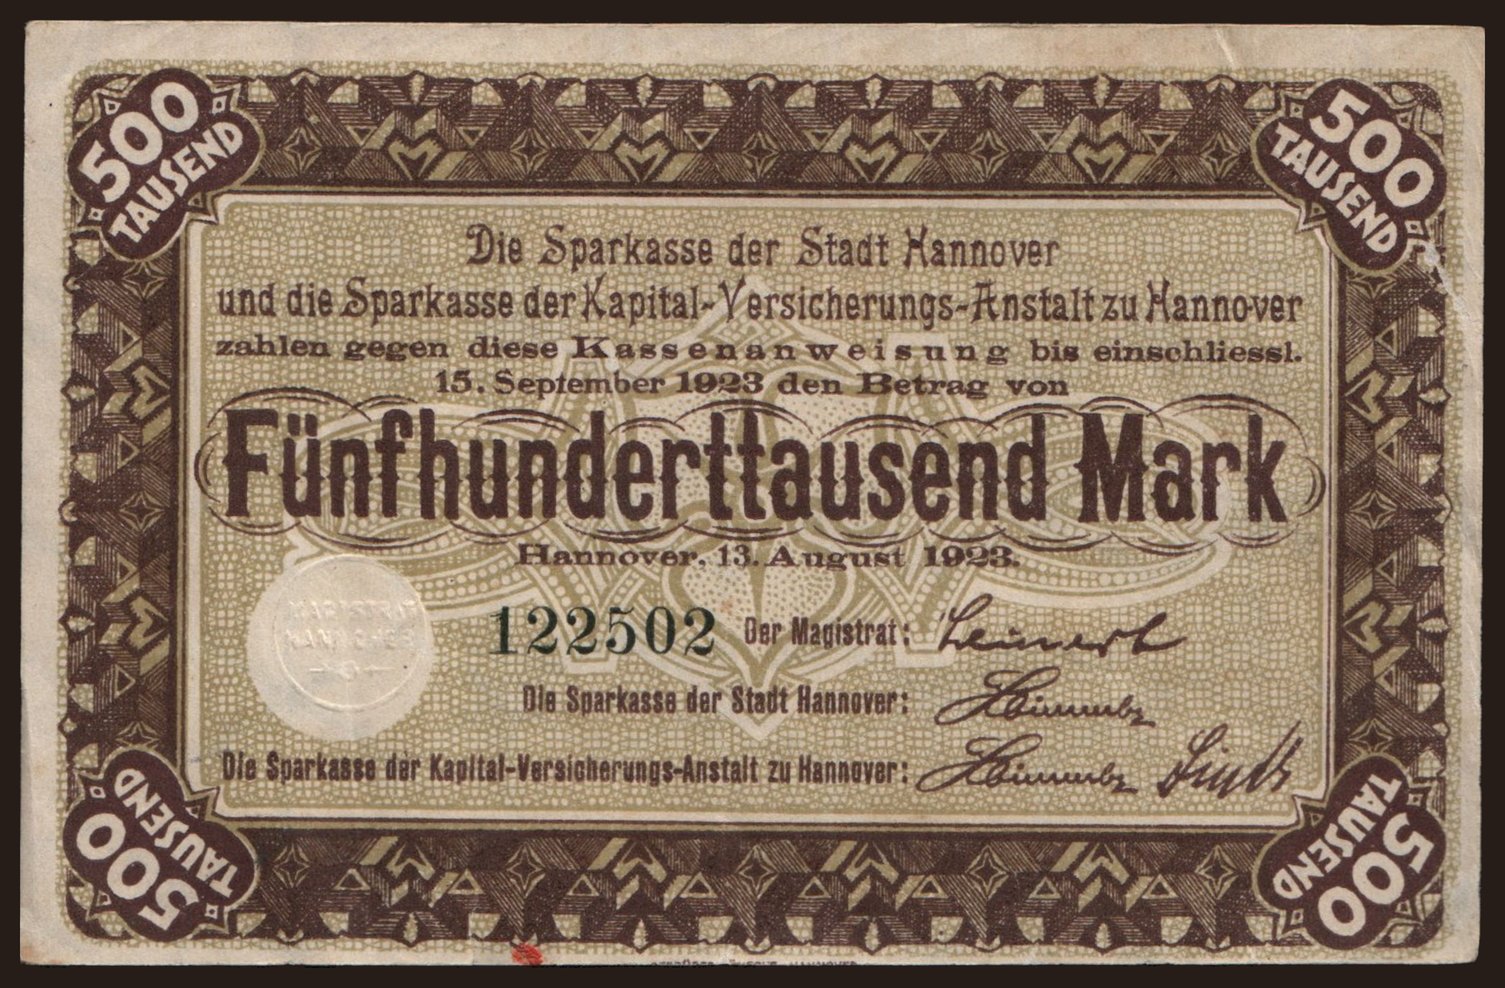 500
TAUSEND
500
TAUSEND
Die Sparkasse der Stadt Hannover
und die Sparkasse der Kapital-Versicherungs-Anstalt zu Hannover
zahlen gegen diese Kassenanweisung bis einschliessl.
15. September 1923 den Betrag von
Fünfhunderttausend Mark
Hannover, 13. August 1923.
122502 Der Magistrat: Leinert
Die Sparkasse der Stadt Hannover:
Die Sparkasse der Kapital-Versicherungs-Anstalt zu Hannover:
500
TAUSEND
500
TAUSEND